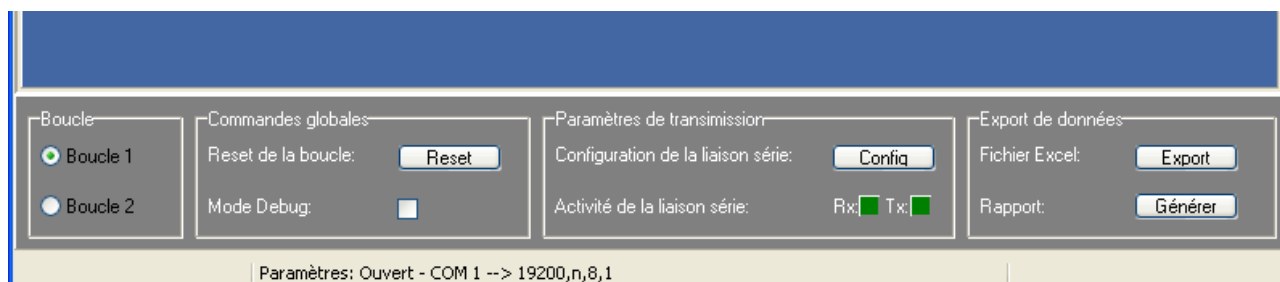 Boucle
Boucle 1
Boucle 2
Commandes globales
Reset de la boucle: Reset
Mode Debug:
Paramètres de transimission
Configuration de la liaison série: Config
Activité de la liaison série: Rx: Tx:
Export de données
Fichier Excel: Export
Rapport: Générer
Paramètres: Ouvert - COM 1 --> 19200,n,8,1